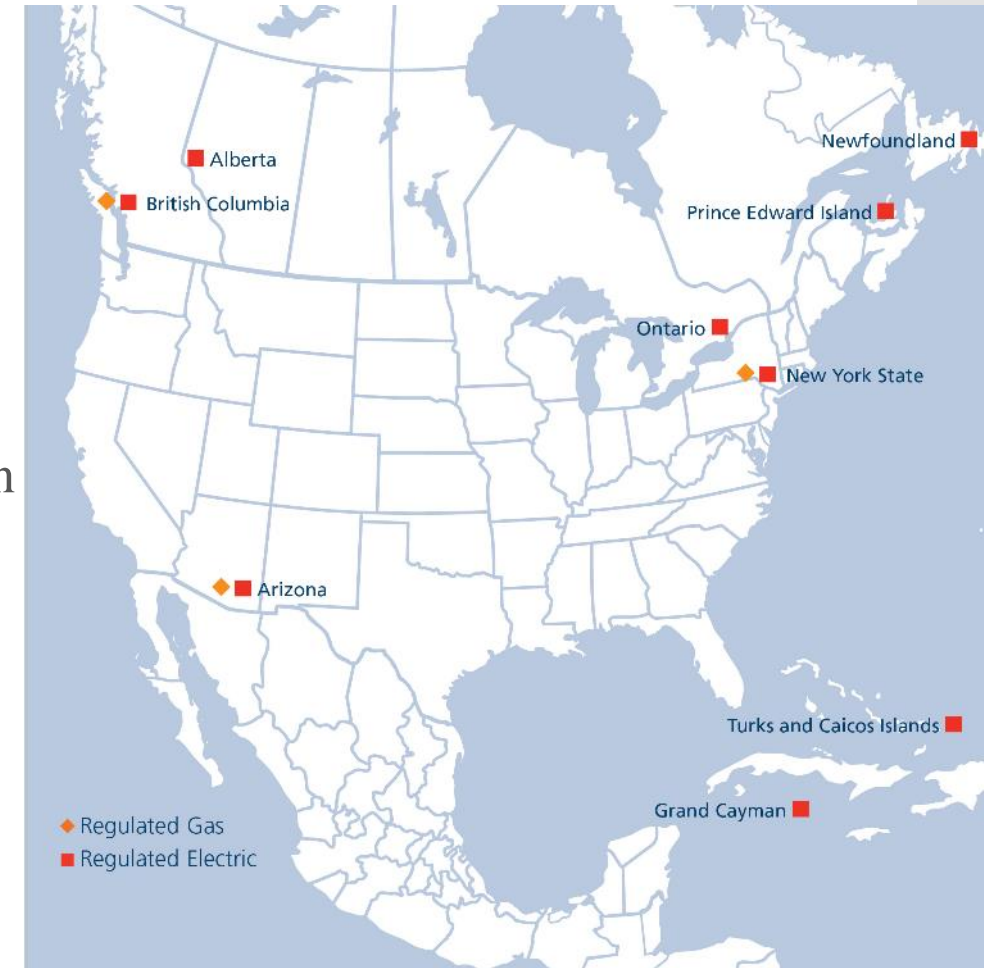 Newfoundland
Alberta
British Columbia
Prince Edward Island
Ontario
New York State
n
Arizona
Turks and Caicos Islands
Grand Cayman
Regulated Gas
Regulated Electric